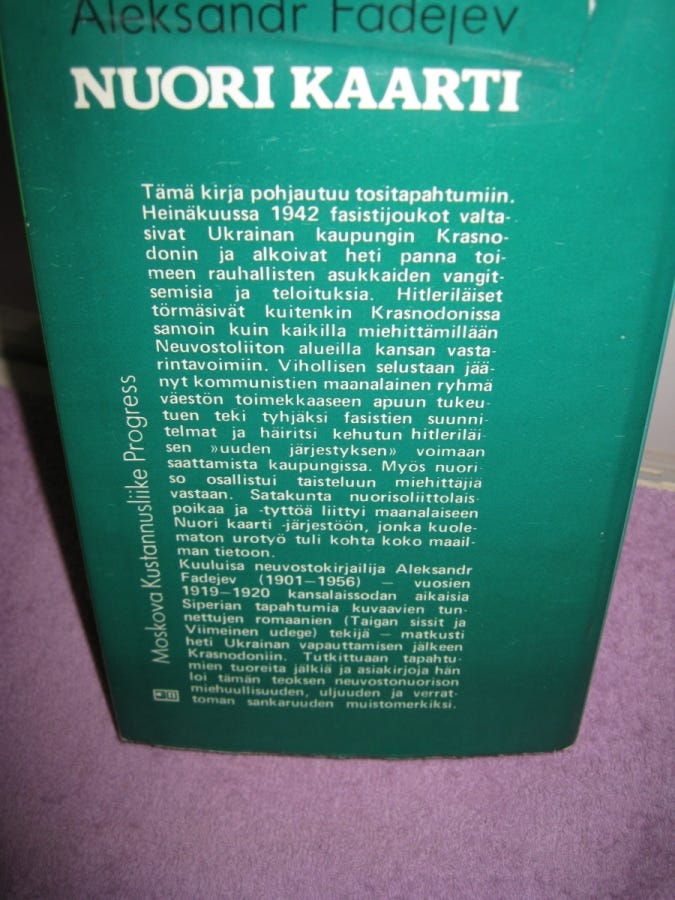 Aleksandr Fadejev
NUORI KAARTI
Tämä kirja pohjautuu tositapahtumiin.
Heinäkuussa 1942 fasistijoukot valta-
sivat Ukrainan kaupungin Krasno-
donin ja alkoivat heti panna toi-
meen rauhallisten asukkaiden vangit-
semisia ja teloituksia. Hitleriläiset
törmäsivät kuitenkin Krasnodonissa
samoin kuin kaikilla miehittämillään
Neuvostoliiton alueilla kansan vasta-
rintavoimiin. Vihollisen selustaan jää-
nyt kommunistien maanalainen ryhmä
väestön toimekkaaseen apuun tukeu-
tuen teki tyhjäksi fasistien suunni-
telmat ja häiritsi kehutun hitleriläi-
sen »uuden järjestyksen» voimaan
saattamista kaupungissa. Myös nuori-
so osallistui taisteluun miehittäjiä
vastaan. Satakunta nuorisoliittolais-
poikaa ja -tyttöä liittyi maanalaiseen
Nuori kaarti -järjestöön, jonka kuole-
maton urotyö tuli kohta koko maail-
man tietoon.
Kuuluisa neuvostokirjailija Aleksandr
Fadejev (1901—1956) — vuosien
1919—1920 kansalaissodan aikaisia
Siperian tapahtumia kuvaavien tun-
nettujen romaanien (Taigan sissit ja
Viimeinen udege) tekijä — matkusti
heti Ukrainan vapauttamisen jälkeen
Krasnodoniin. Tutkittuaan tapahtu-
mien tuoreita jälkiä ja asiakirjoja hän
loi tämän teoksen neuvostonuorison
miehuullisuuden, uljuuden ja verrat-
toman sankaruuden muistomerkiksi.
Moskova Kustannusliike Progress